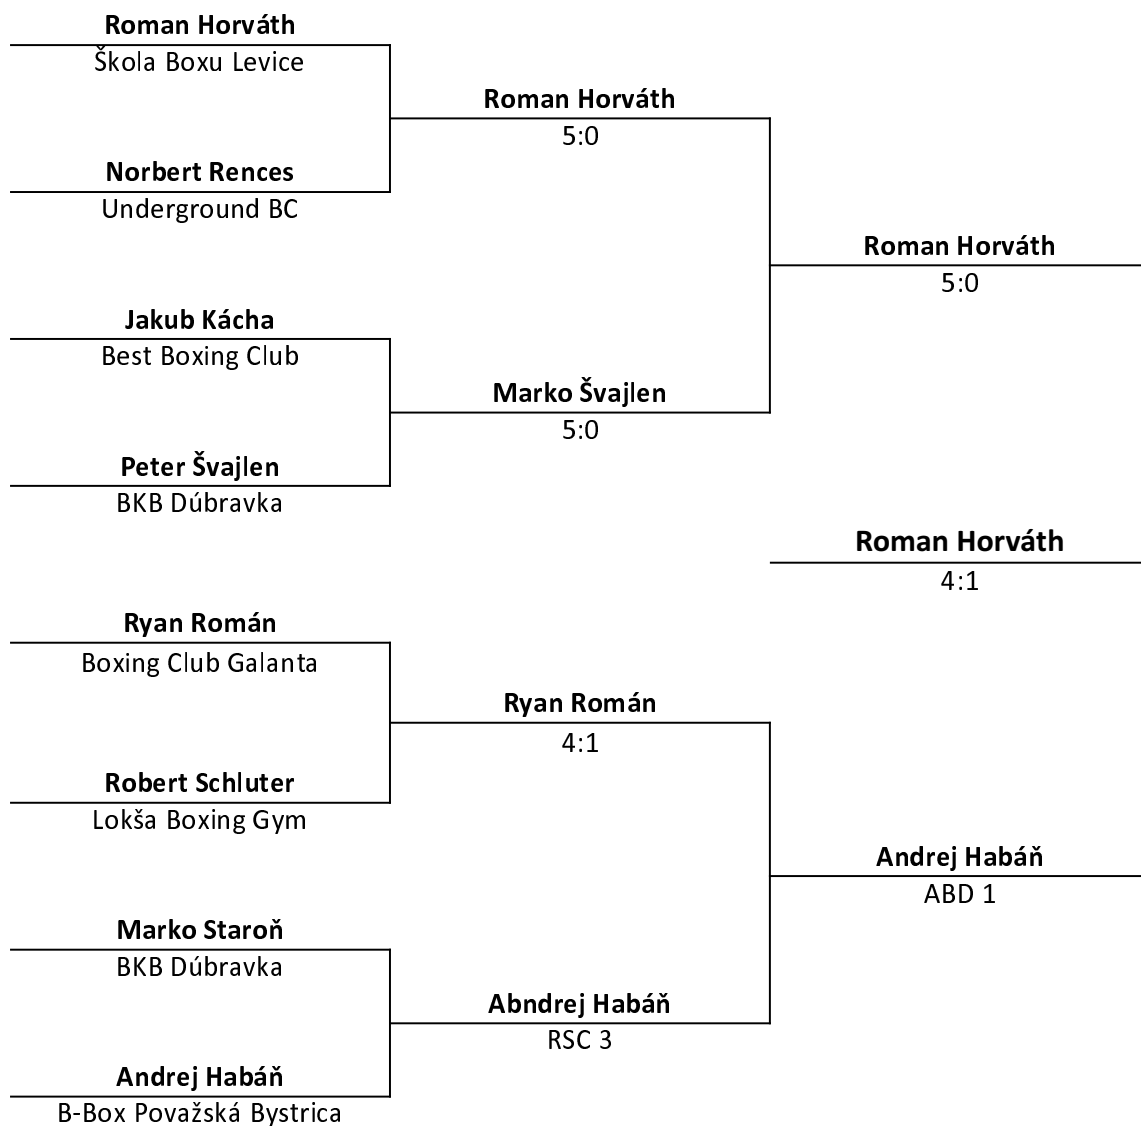 Roman Horváth
Škola Boxu Levice
Roman Horváth
5:0
Norbert Rences
Underground BC
Roman Horváth
5:0
Jakub Kácha
Best Boxing Club
Marko Švajlen
5:0
Peter Švajlen
BKB Dúbravka
Roman Horváth
4:1
Ryan Román
Boxing Club Galanta
Ryan Román
4:1
Robert Schluter
Lokša Boxing Gym
Andrej Habáň
ABD 1
Marko Staroň
BKB Dúbravka
Abndrej Habáň
RSC 3
Andrej Habáň
B-Box Považská Bystrica